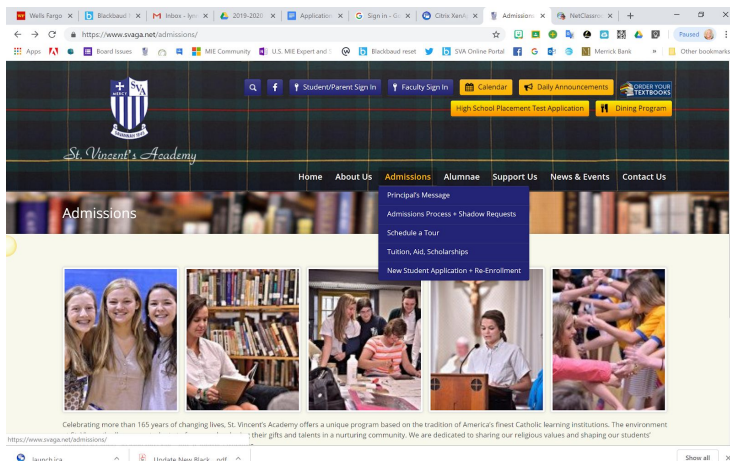 Wells Fargo
Blackbaud
Inbox - lyn
2019-2020
Application
Sign in - G
Citrix XenA
Admissions
NetClassro
https://www.svaga.net/admissions/
Paused
Apps
Board Issues
MIE Community
U.S. MIE Expert and
Blackbaud reset
SVA Online Portal
Merrick Bank
»
Other bookmarks
MERCY
SVA
SAVANNAH 1845
St. Vincent's Academy
Student/Parent Sign In
Faculty Sign In
Calendar
Daily Announcements
ORDER YOUR
TEXTBOOKS
High School Placement Test Application
Dining Program
Home About Us Admissions Alumnae Support Us News & Events Contact Us
Principal's Message
Admissions Process + Shadow Requests
Schedule a Tour
Tuition, Aid, Scholarships
New Student Application + Re-Enrollment
Admissions
Celebrating more than 165 years of changing lives, St. Vincent's Academy offers a unique program based on the tradition of America's finest Catholic learning institutions. The environment
their gifts and talents in a nurturing community. We are dedicated to sharing our religious values and shaping our students'
https://www.svaga.net/admissions/
launch.ica
Update New Black....pdf
Show all